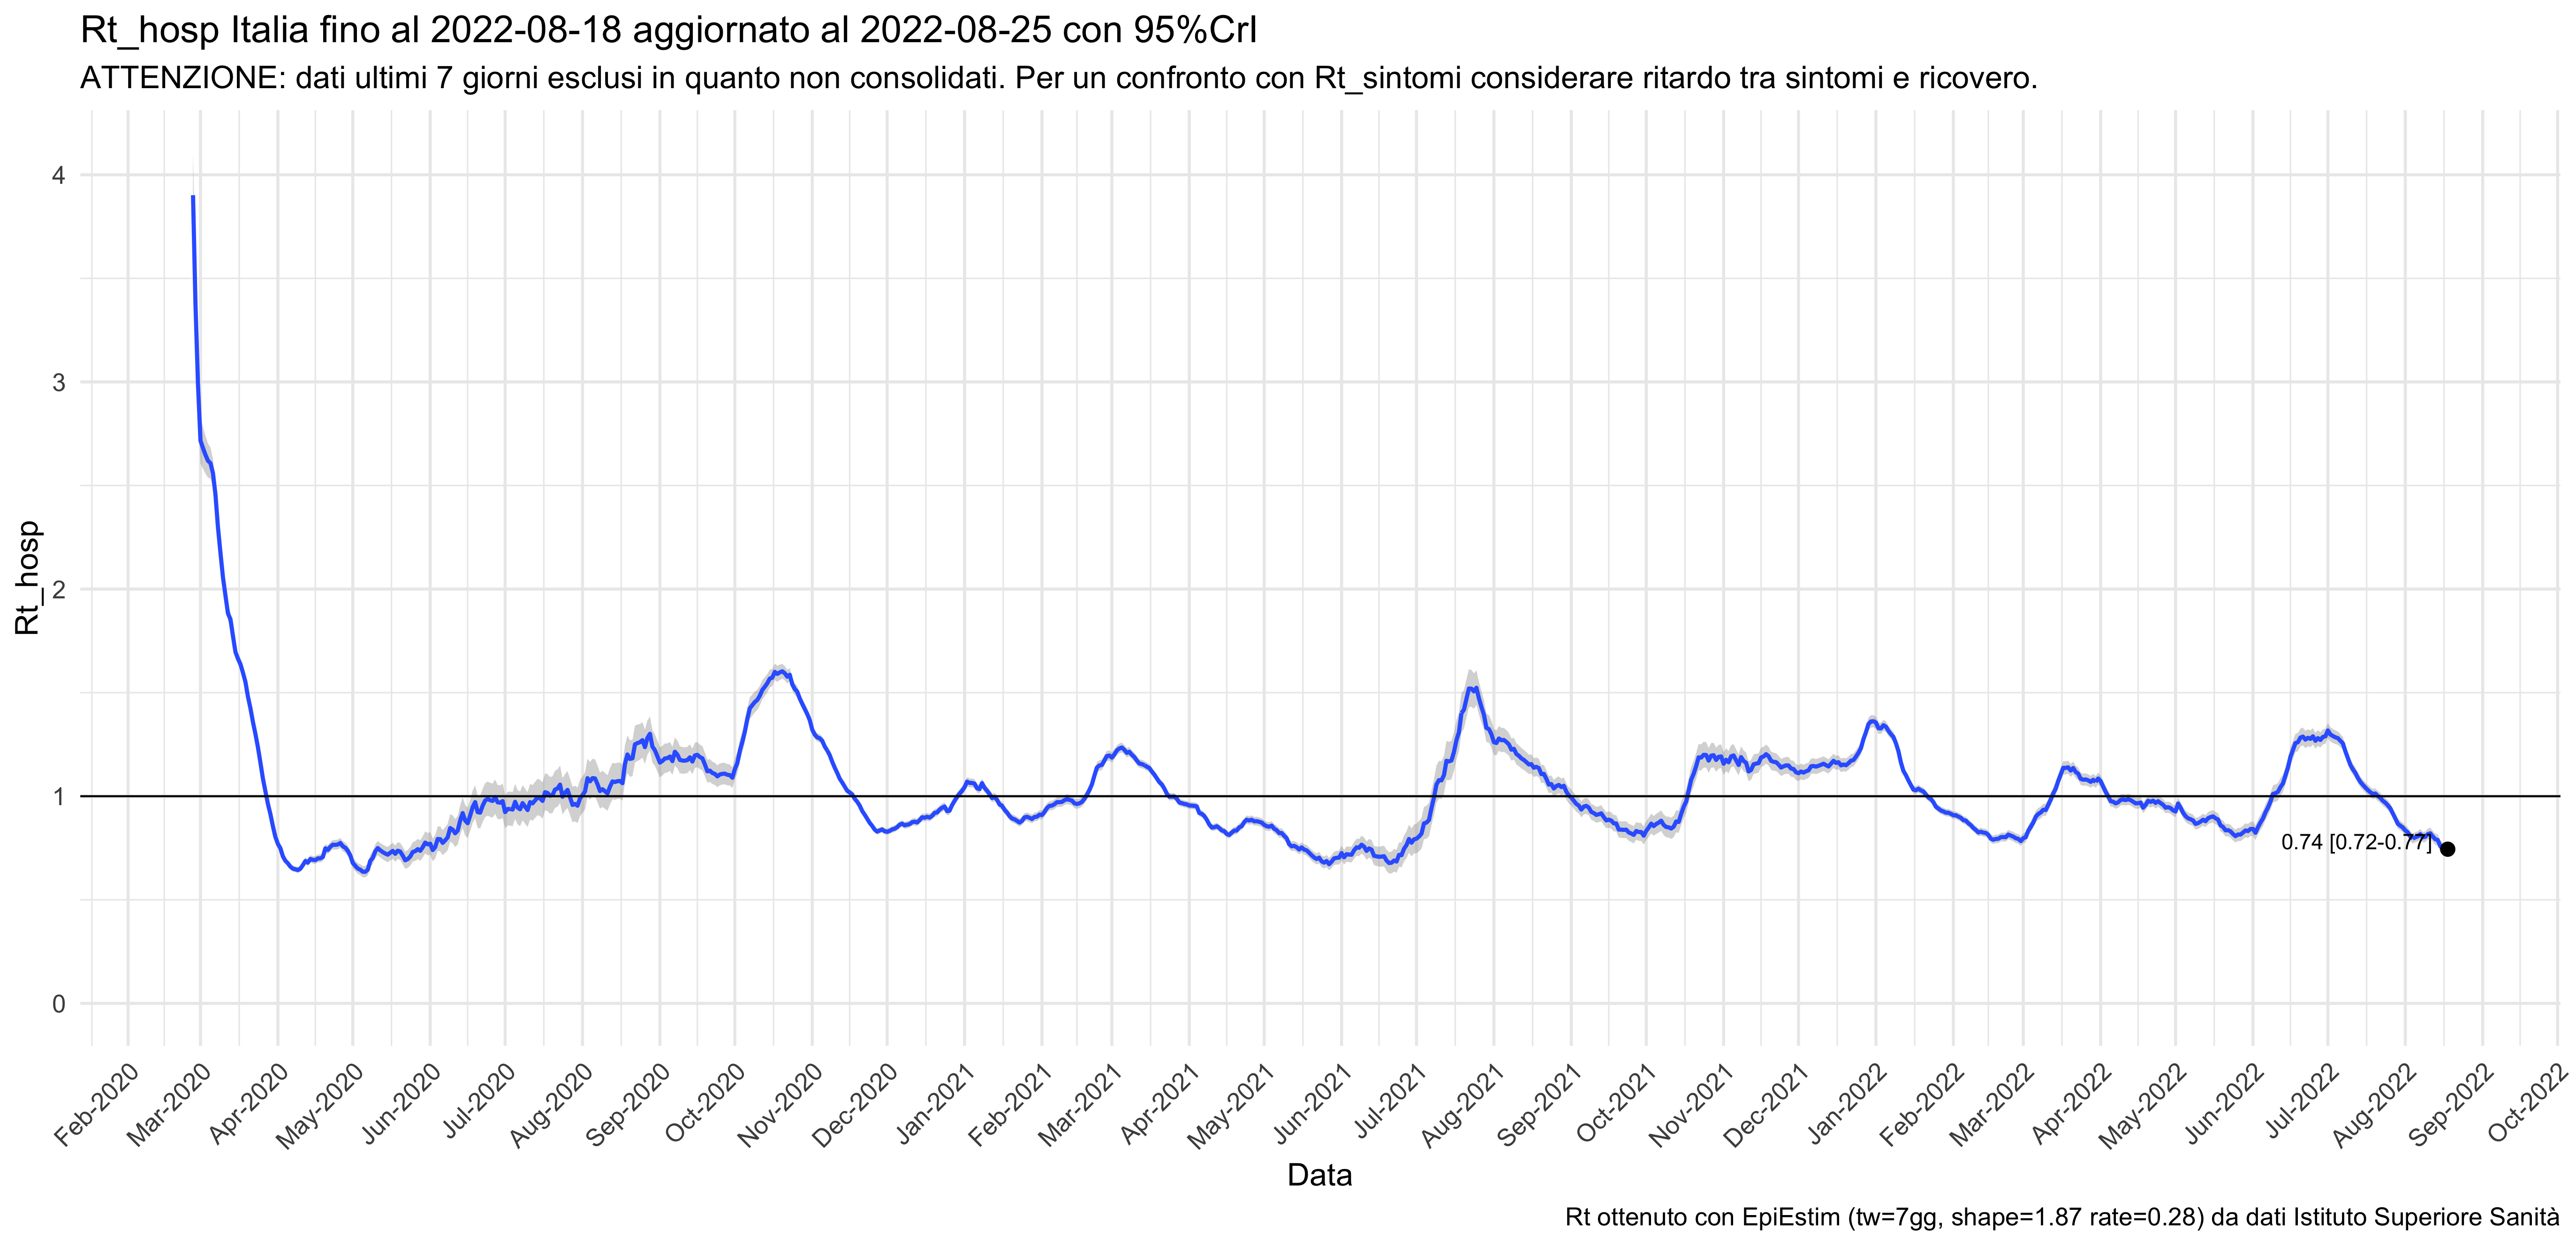 Rt_hosp Italia fino al 2022-08-18 aggiornato al 2022-08-25 con 95%CrI
ATTENZIONE: dati ultimi 7 giorni esclusi in quanto non consolidati. Per un confronto con Rt_sintomi considerare ritardo tra sintomi e ricovero.
4
3
2
1
0
Rt_hosp
0.74 [0.72-0.77]
Feb-2020
Mar-2020
Apr-2020
May-2020
Jun-2020
Jul-2020
Aug-2020
Sep-2020
Oct-2020
Nov-2020
Dec-2020
Jan-2021
Feb-2021
Mar-2021
Apr-2021
May-2021
Jun-2021
Jul-2021
Aug-2021
Sep-2021
Oct-2021
Nov-2021
Dec-2021
Jan-2022
Feb-2022
Mar-2022
Apr-2022
May-2022
Jun-2022
Jul-2022
Aug-2022
Sep-2022
Oct-2022
Data
Rt ottenuto con EpiEstim (tw=7gg, shape=1.87 rate=0.28) da dati Istituto Superiore Sanità